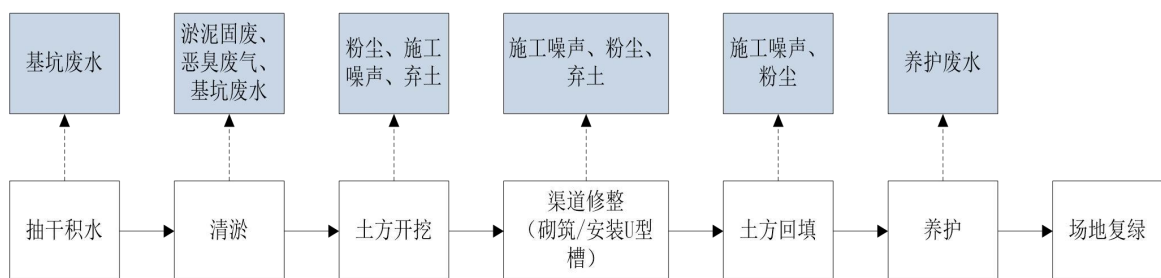 基坑废水
淤泥固废、
恶臭废气、
基坑废水
粉尘、施工
噪声、弃土
施工噪声、粉尘、
弃土
施工噪声、
粉尘
养护废水
抽干积水
清淤
土方开挖
渠道修整
（砌筑/安装U型
槽）
土方回填
养护
场地复绿